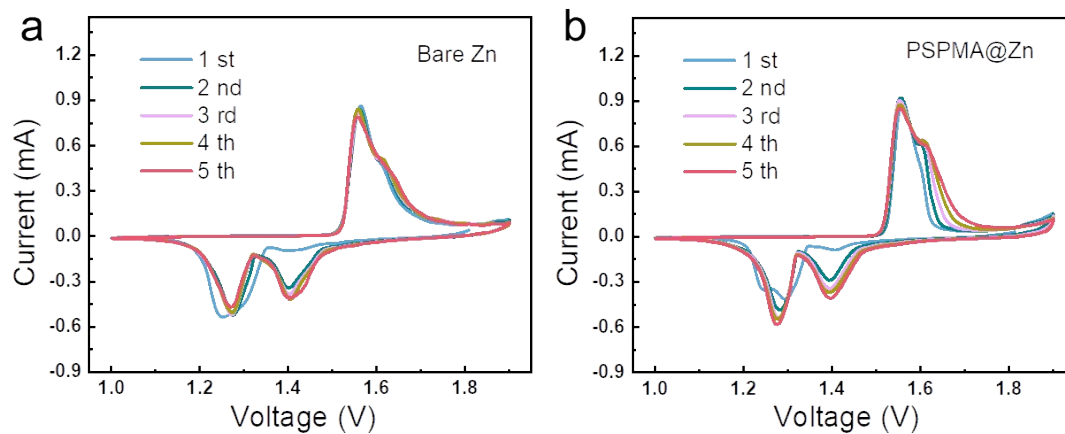 a
Bare Zn
1 st
2 nd
3 rd
4 th
5 th
1.2
0.9
0.6
0.3
0.0
-0.3
-0.6
-0.9
Current (mA)
1.0 1.2 1.4 1.6 1.8
Voltage (V)
b
PSPMA@Zn
1 st
2 nd
3 rd
4 th
5 th
1.2
0.9
0.6
0.3
0.0
-0.3
-0.6
-0.9
Current (mA)
1.0 1.2 1.4 1.6 1.8
Voltage (V)